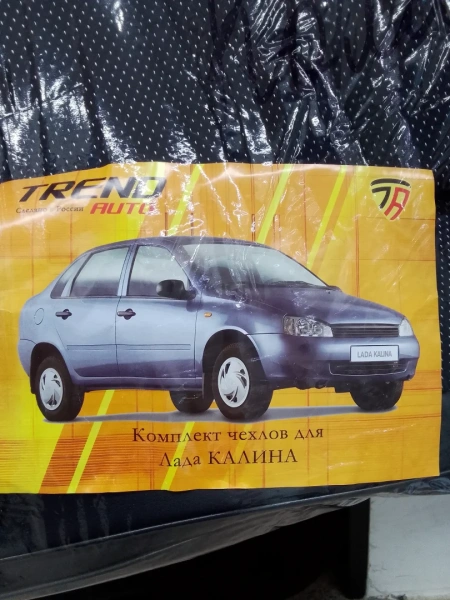 TREND
Сделано в России AUTO
LADA KALINA
Комплект чехлов для
Лада КАЛИНА